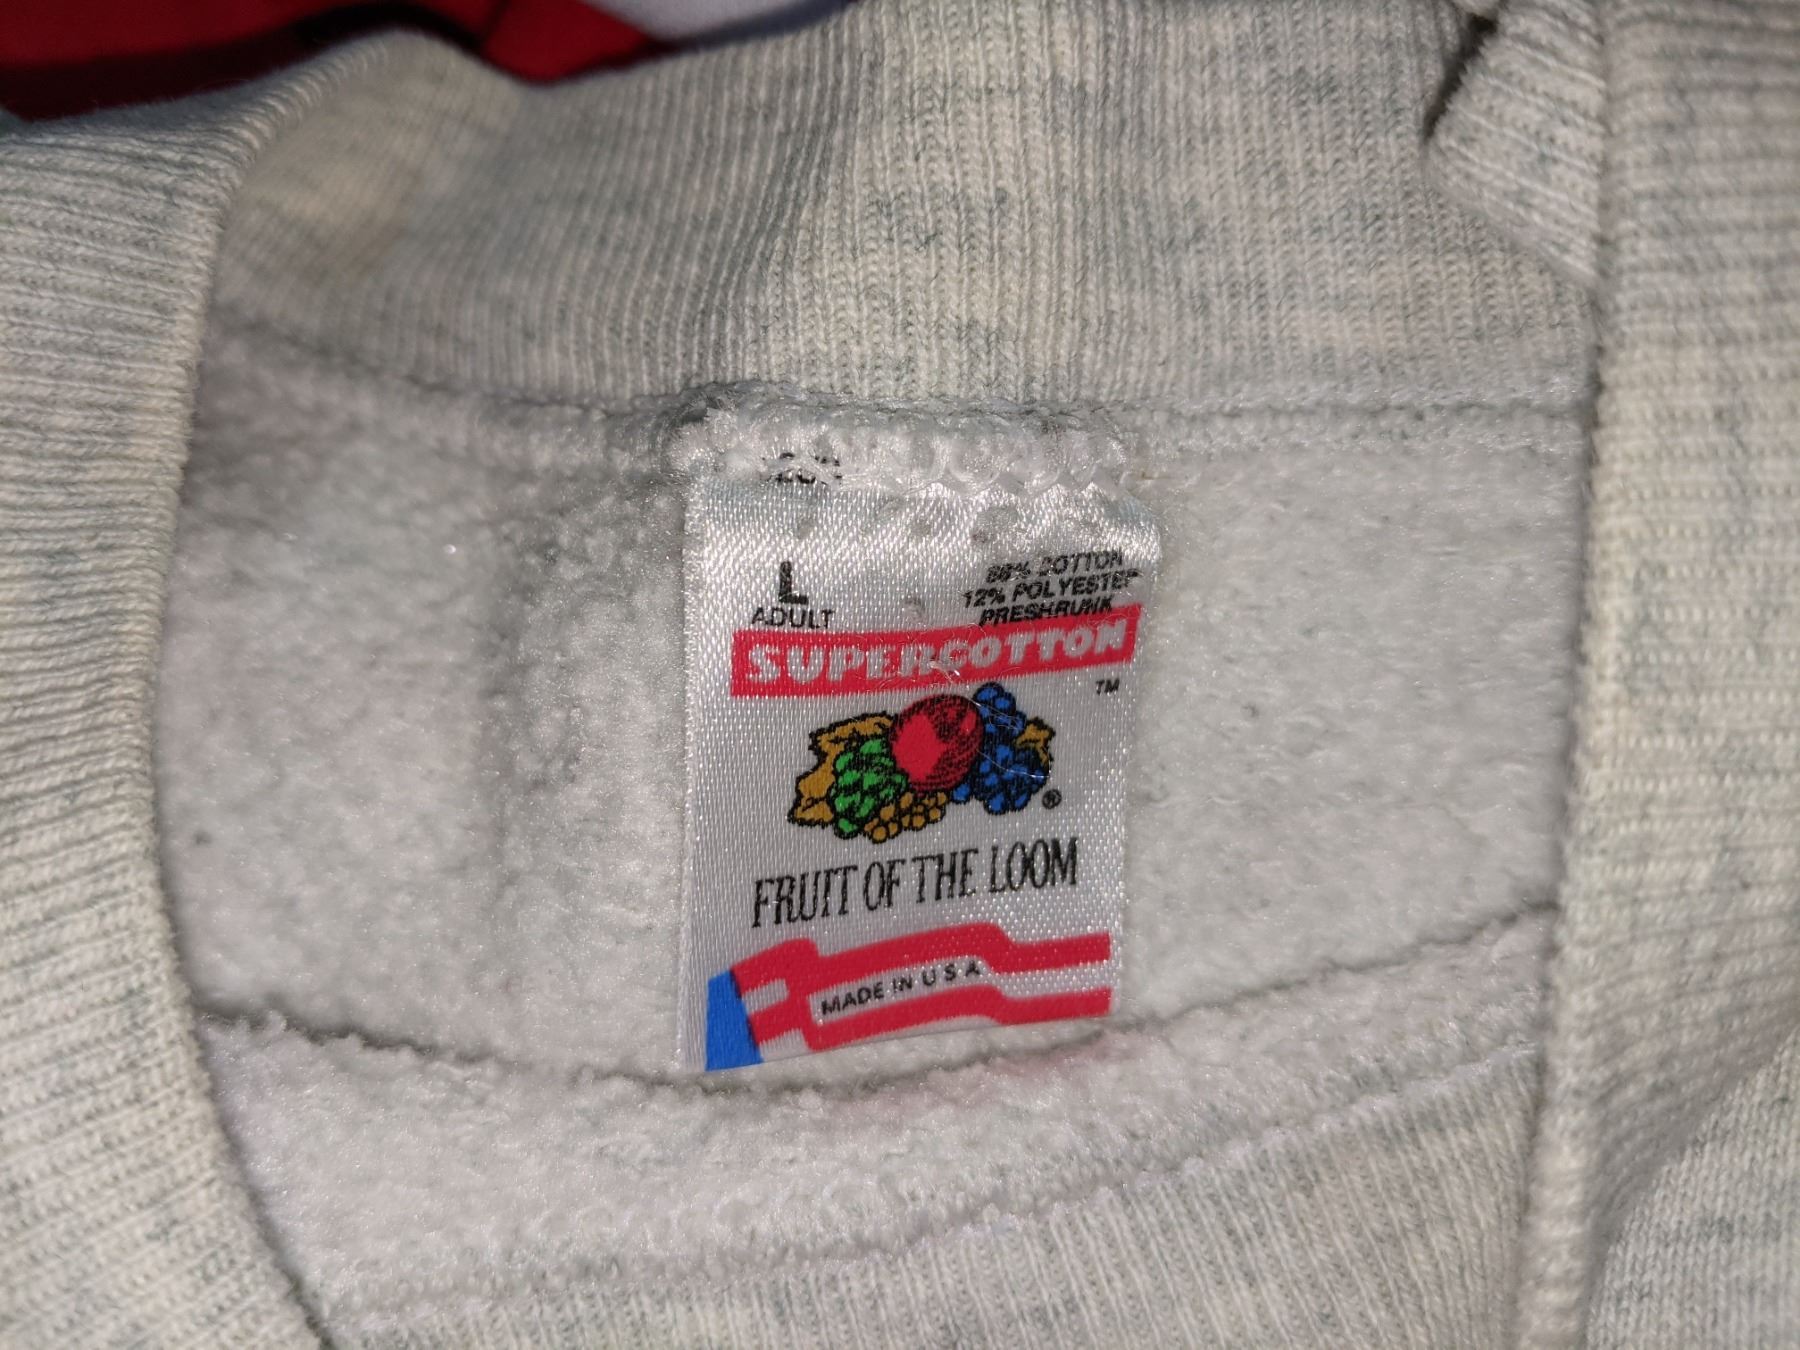 L
ADULT
88% COTTON
12% POLYESTER
PRESHRUNK
SUPERCOTTON
TM
®
FRUIT OF THE LOOM
MADE IN U S A